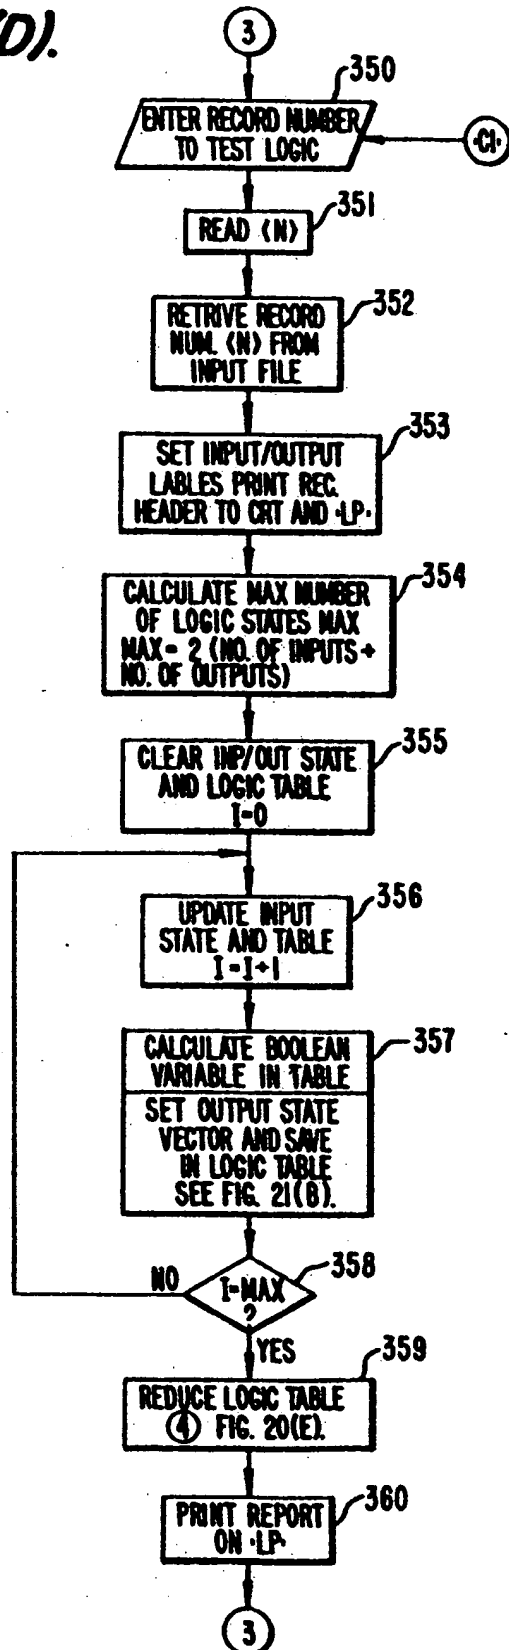 (D).
3
350
ENTER RECORD NUMBER
TO TEST LOGIC
·CI·
351
READ <N>
352
RETRIVE RECORD
NUM. <N> FROM
INPUT FILE
353
SET INPUT/OUTPUT
LABLES PRINT REC.
HEADER TO CRT AND ·LP·
354
CALCULATE MAX NUMBER
OF LOGIC STATES MAX
MAX = 2 (NO. OF INPUTS +
NO. OF OUTPUTS)
355
CLEAR INP/OUT STATE
AND LOGIC TABLE
I=0
356
UPDATE INPUT
STATE AND TABLE
I = I+1
357
CALCULATE BOOLEAN
VARIABLE IN TABLE
SET OUTPUT STATE
VECTOR AND SAVE
IN LOGIC TABLE
SEE FIG. 21(B).
358
NO
I=MAX
?
YES
359
REDUCE LOGIC TABLE
4 FIG. 20(E).
360
PRINT REPORT
ON ·LP·
3